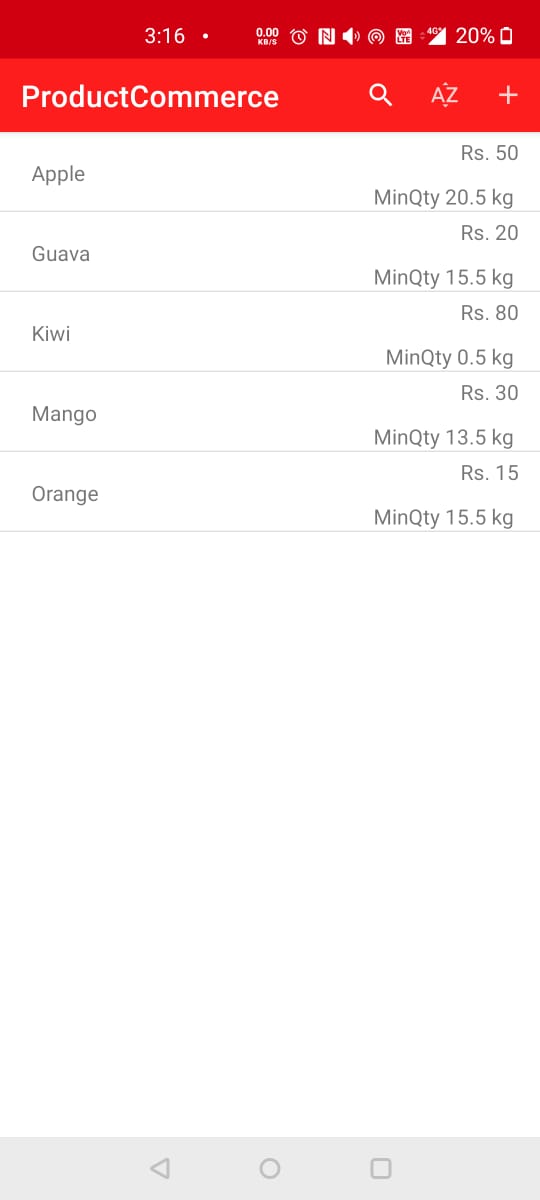 3:16 • 0.00 KB/S VoLTE 4G+ 20%
ProductCommerce AZ +
Rs. 50
Apple
MinQty 20.5 kg
Rs. 20
Guava
MinQty 15.5 kg
Rs. 80
Kiwi
MinQty 0.5 kg
Rs. 30
Mango
MinQty 13.5 kg
Rs. 15
Orange
MinQty 15.5 kg